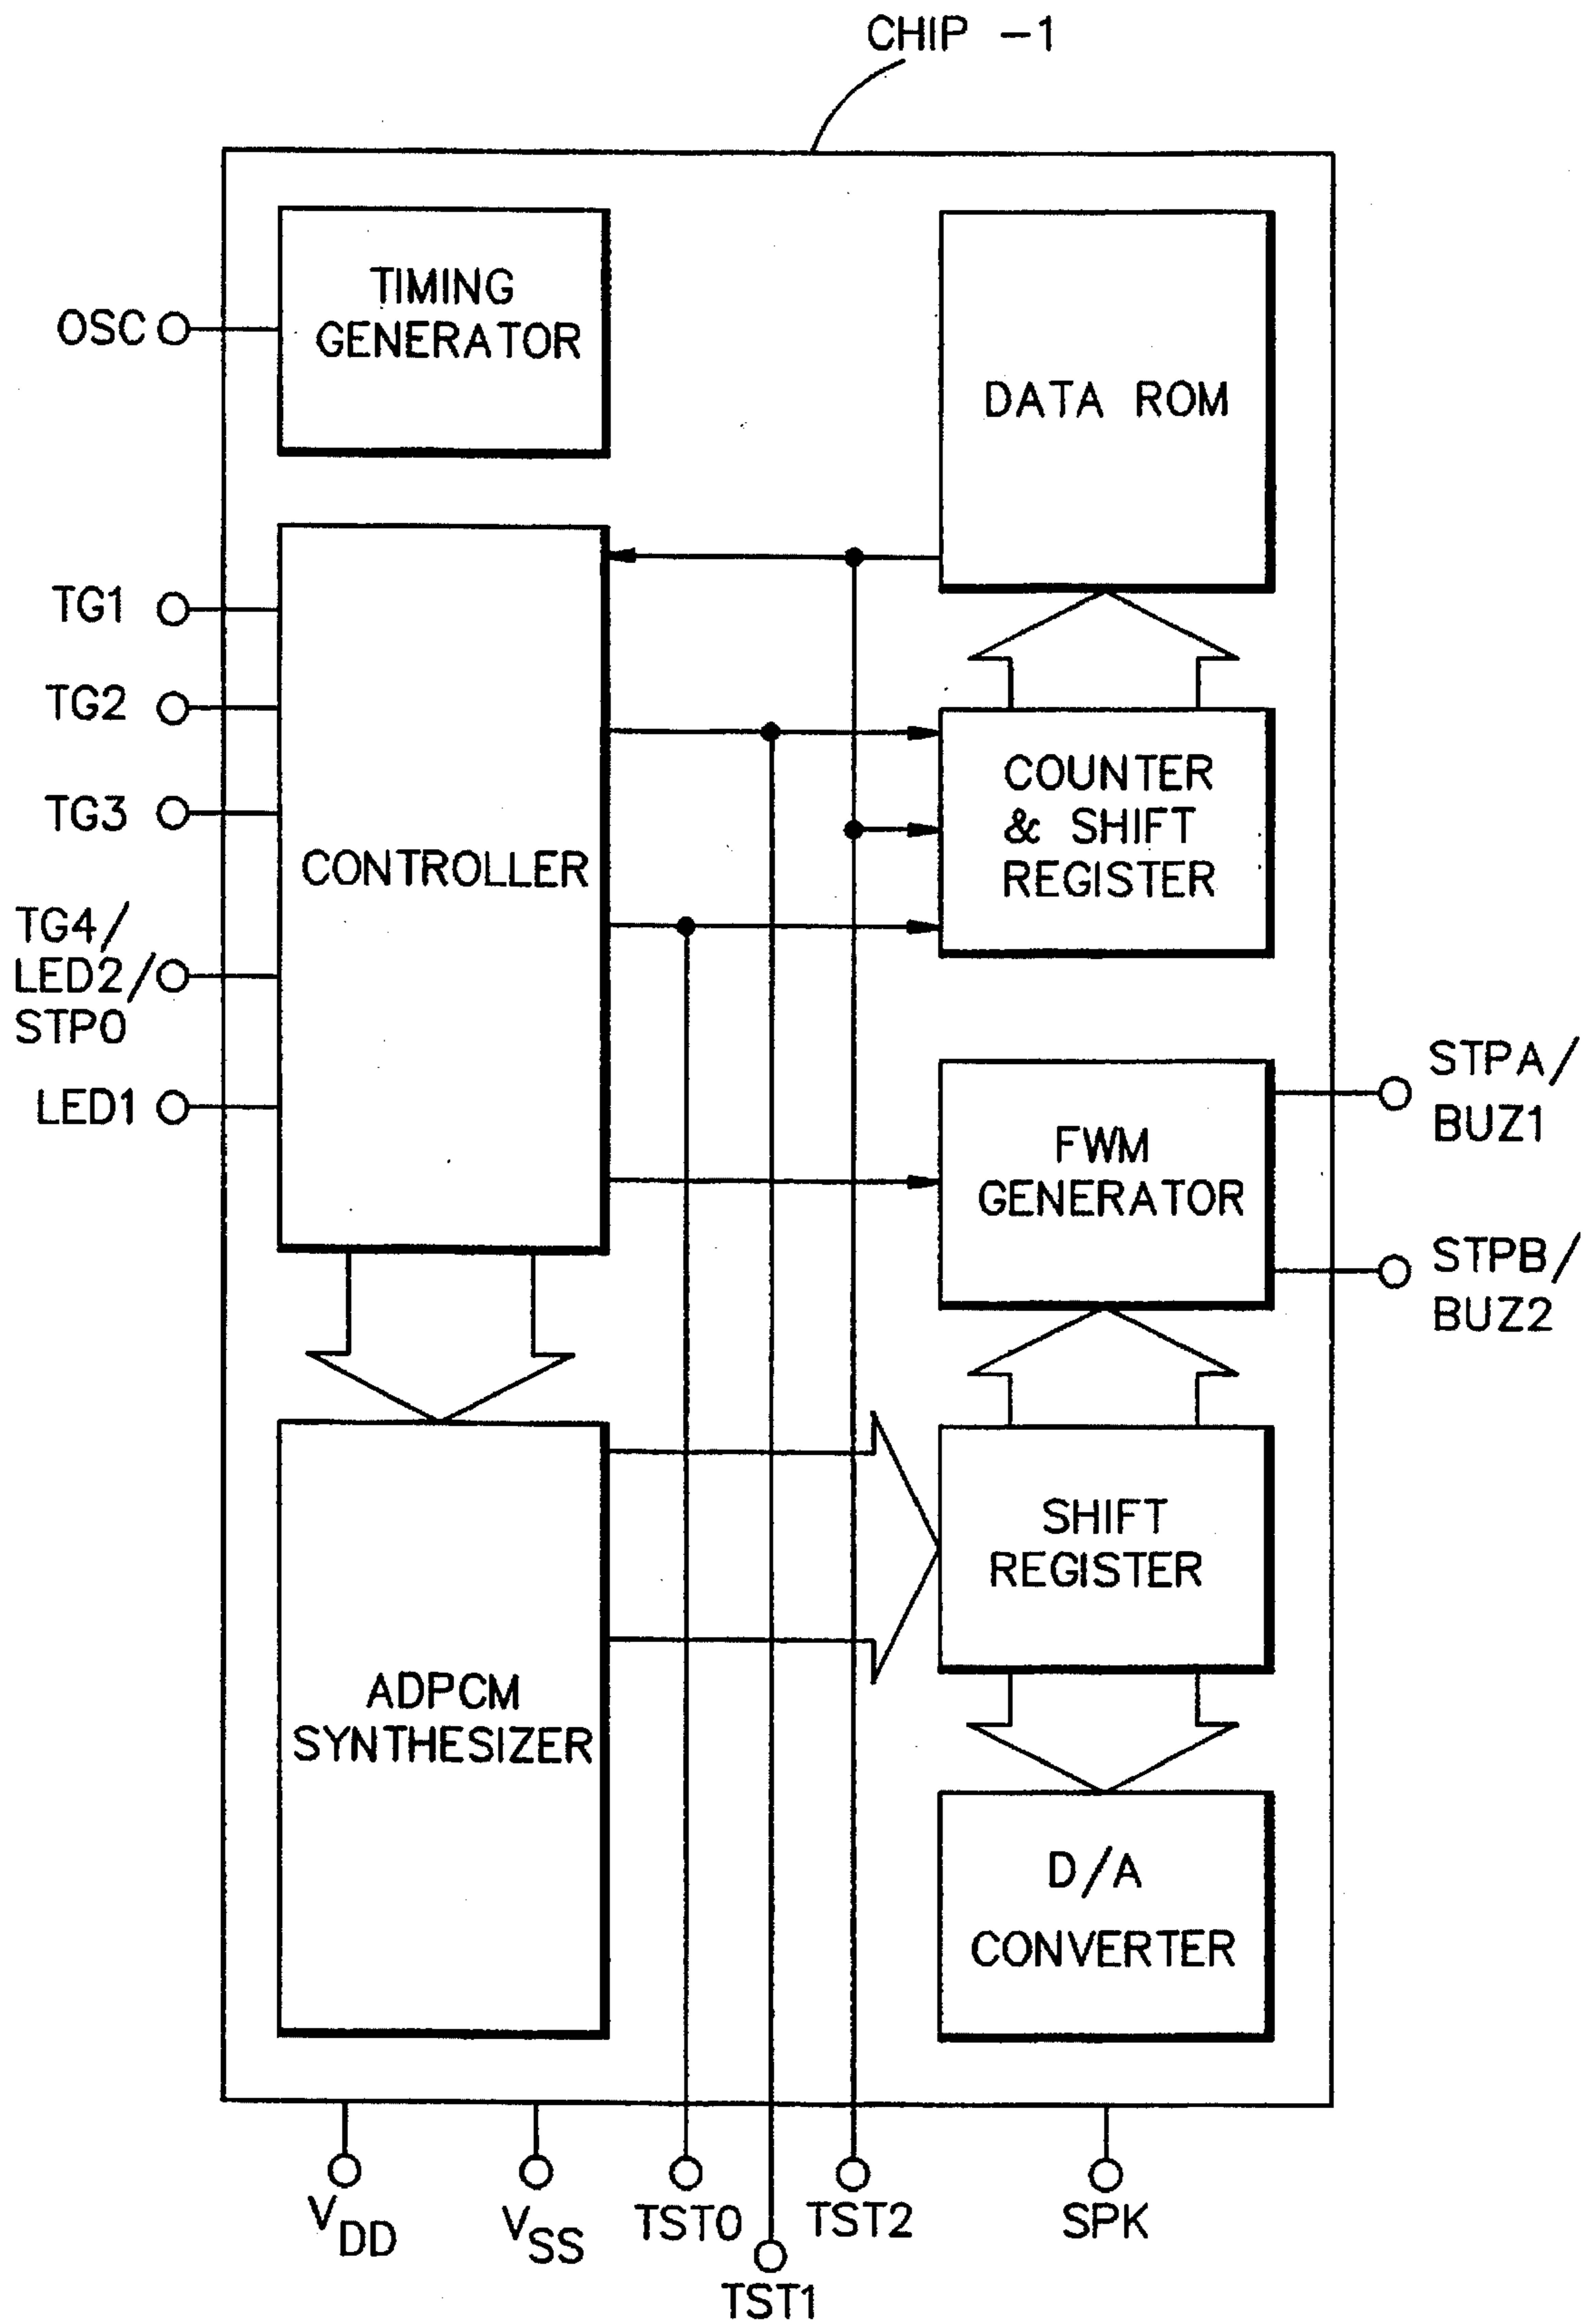 CHIP -1
TIMING
GENERATOR
OSC
DATA ROM
TG1
TG2
TG3
TG4/
LED2/
STP0
LED1
CONTROLLER
COUNTER
& SHIFT
REGISTER
FWM
GENERATOR
STPA/
BUZ1
STPB/
BUZ2
SHIFT
REGISTER
ADPCM
SYNTHESIZER
D/A
CONVERTER
VDD
VSS
TST0
TST1
TST2
SPK